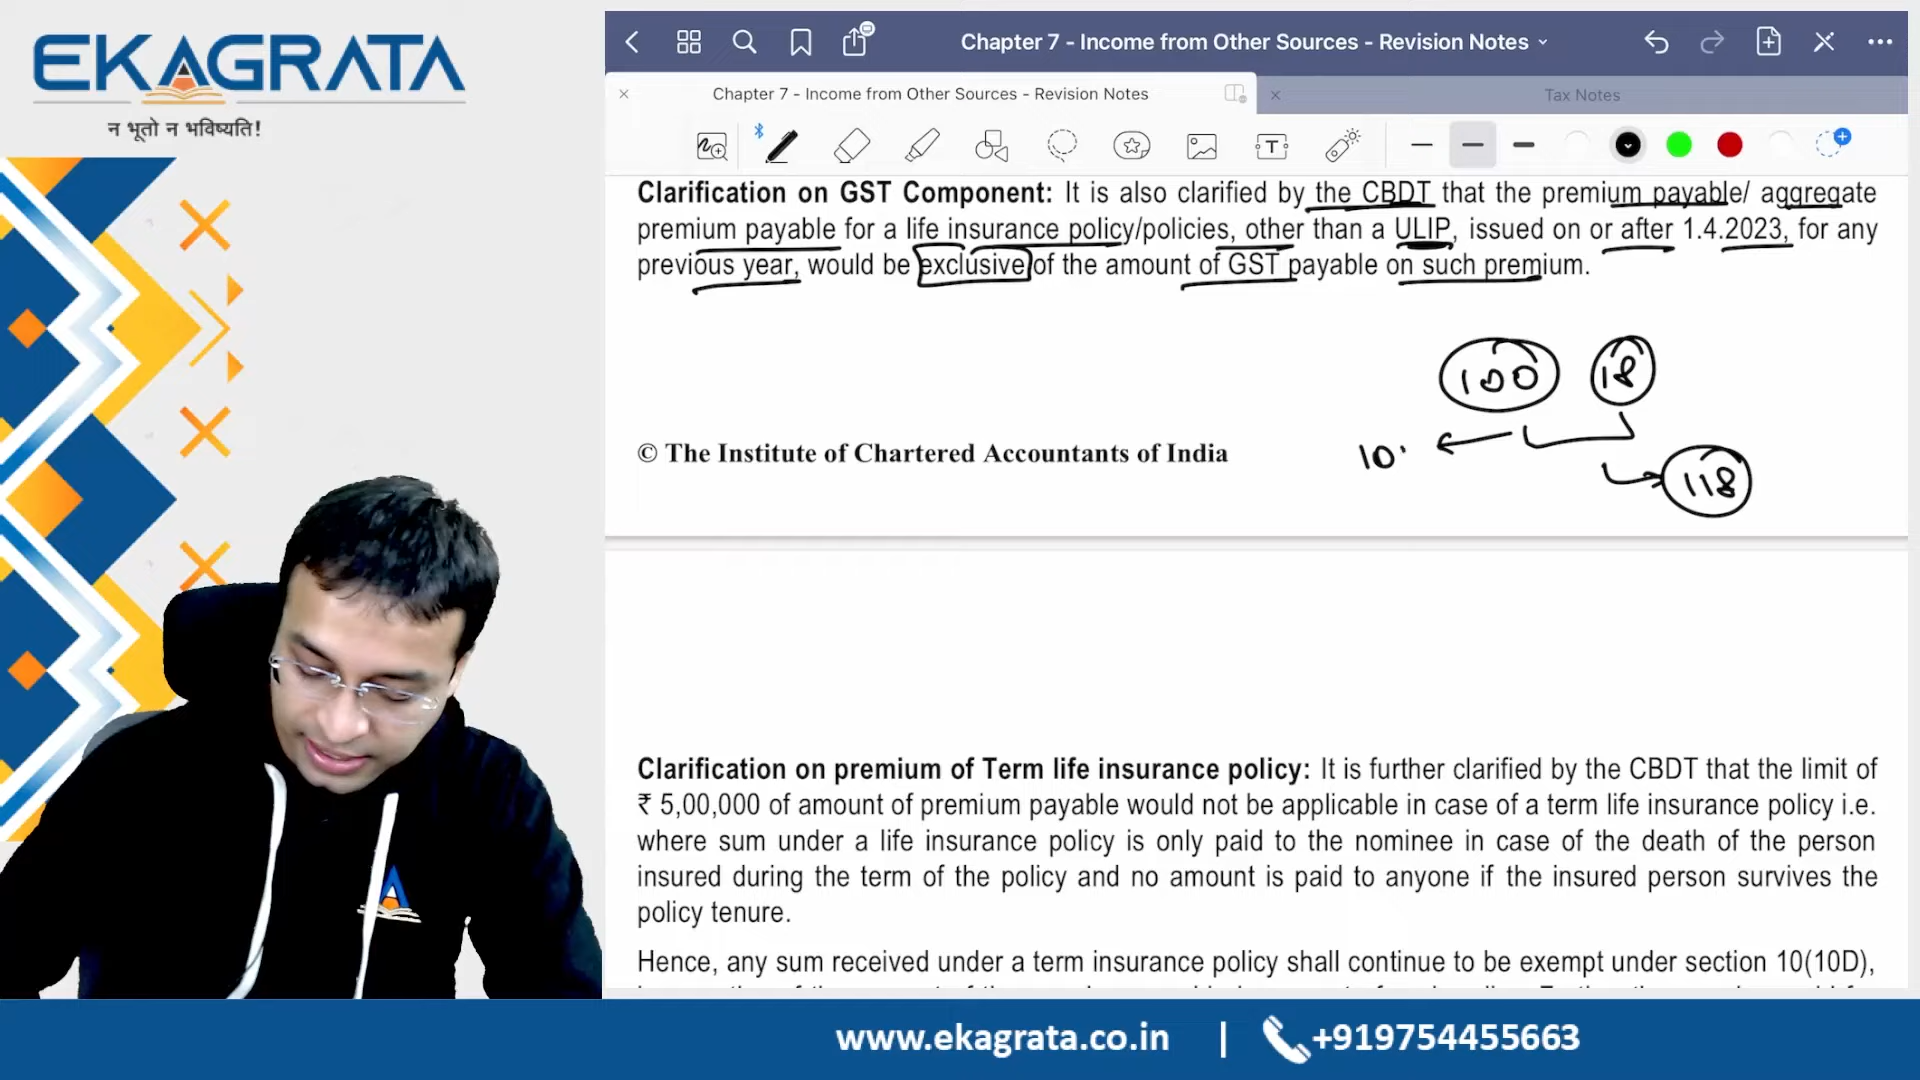 EKAGRATA
न भूतो न भविष्यति!
Chapter 7 - Income from Other Sources - Revision Notes
Chapter 7 - Income from Other Sources - Revision Notes
Tax Notes
Clarification on GST Component: It is also clarified by the CBDT that the premium payable/ aggregate
premium payable for a life insurance policy/policies, other than a ULIP, issued on or after 1.4.2023, for any
previous year, would be exclusive of the amount of GST payable on such premium.
100 18
10
118
© The Institute of Chartered Accountants of India
Clarification on premium of Term life insurance policy: It is further clarified by the CBDT that the limit of
₹ 5,00,000 of amount of premium payable would not be applicable in case of a term life insurance policy i.e.
where sum under a life insurance policy is only paid to the nominee in case of the death of the person
insured during the term of the policy and no amount is paid to anyone if the insured person survives the
policy tenure.
Hence, any sum received under a term insurance policy shall continue to be exempt under section 10(10D),
www.ekagrata.co.in | +919754455663